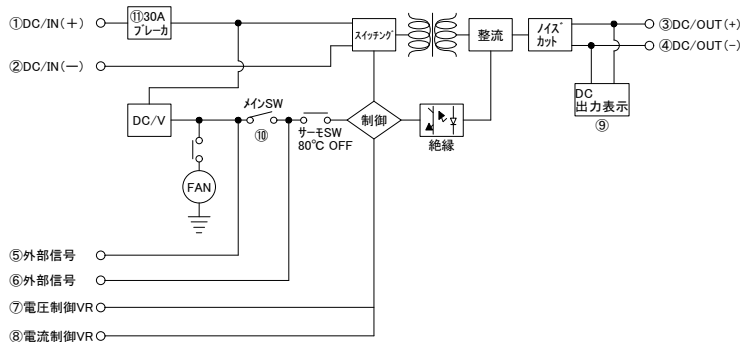 ①DC/IN(+)
⑪30A
ブレーカ
スイッチング
整流
ノイズ
カット
③DC/OUT(+)
④DC/OUT(-)
②DC/IN(ー)
DC
出力表示
⑨
DC/V
メインSW
⑩
サーモSW
80℃ OFF
制御
絶縁
FAN
⑤外部信号
⑥外部信号
⑦電圧制御VR
⑧電流制御VR